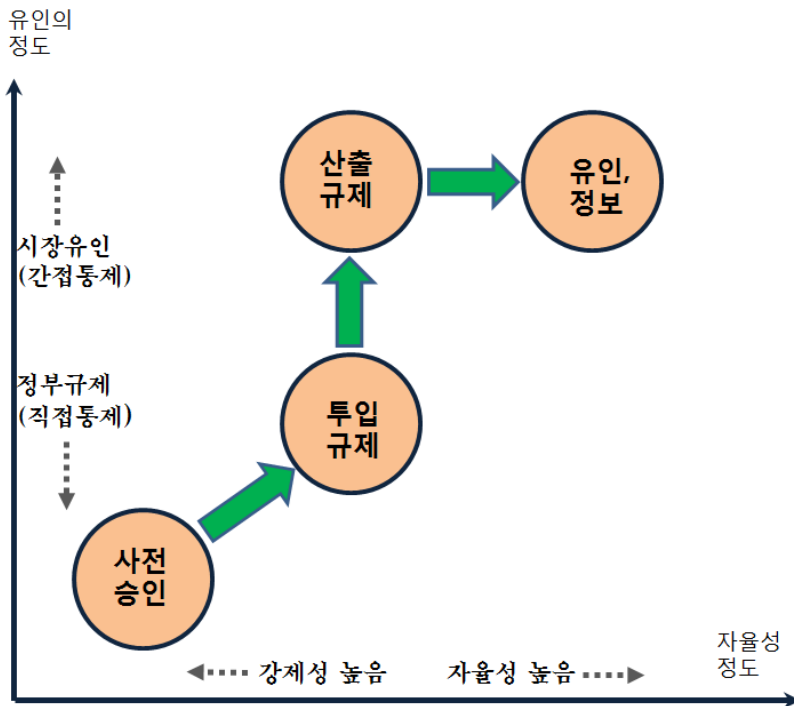 유인의
정도
산출
규제
유인,
정보
시장유인
(간접통제)
정부규제
(직접통제)
투입
규제
사전
승인
강제성 높음
자율성 높음
자율성
정도